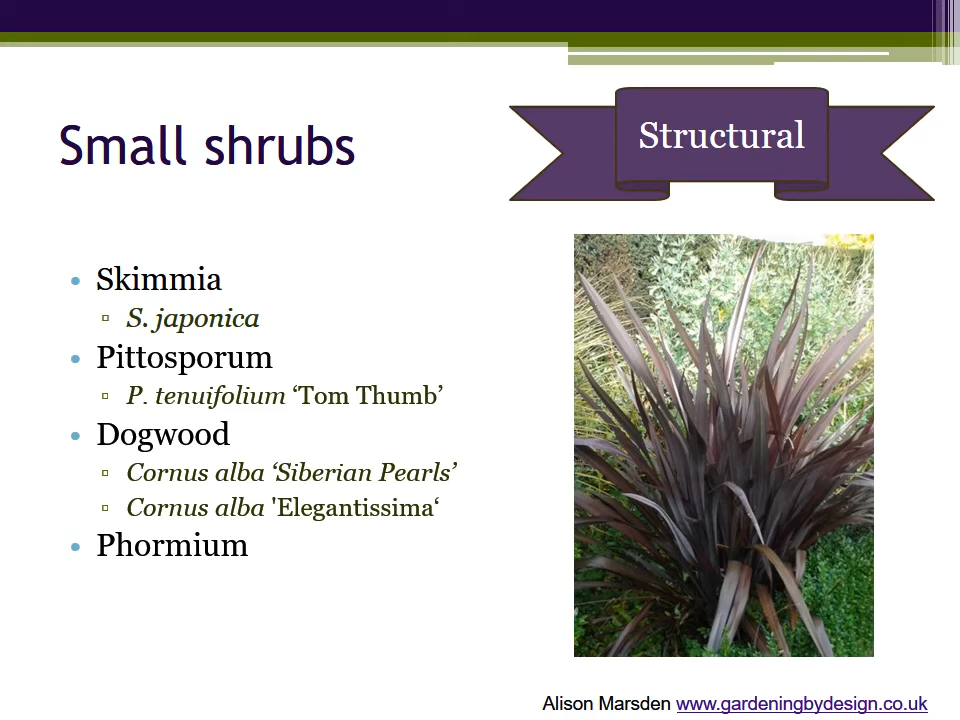 Small shrubs
Structural
• Skimmia
▫ S. japonica
• Pittosporum
▫ P. tenuifolium ‘Tom Thumb’
• Dogwood
▫ Cornus alba ‘Siberian Pearls’
▫ Cornus alba 'Elegantissima‘
• Phormium
Alison Marsden www.gardeningbydesign.co.uk